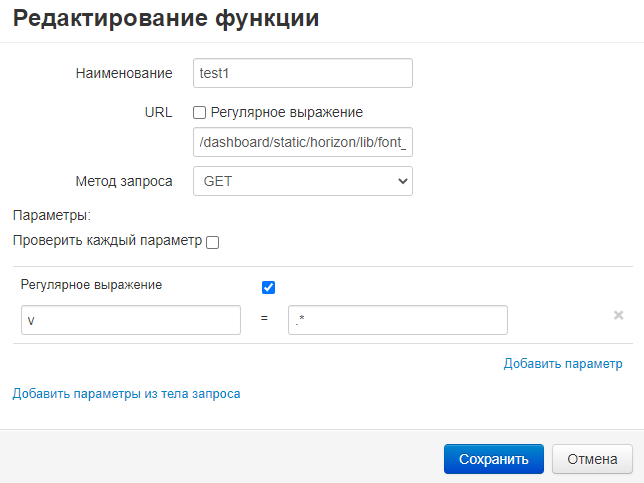 Редактирование функции
Наименование test1
URL Регулярное выражение
/dashboard/static/horizon/lib/font_
Метод запроса GET
Параметры:
Проверить каждый параметр
Регулярное выражение
v = .* ×
Добавить параметр
Добавить параметры из тела запроса
Сохранить Отмена